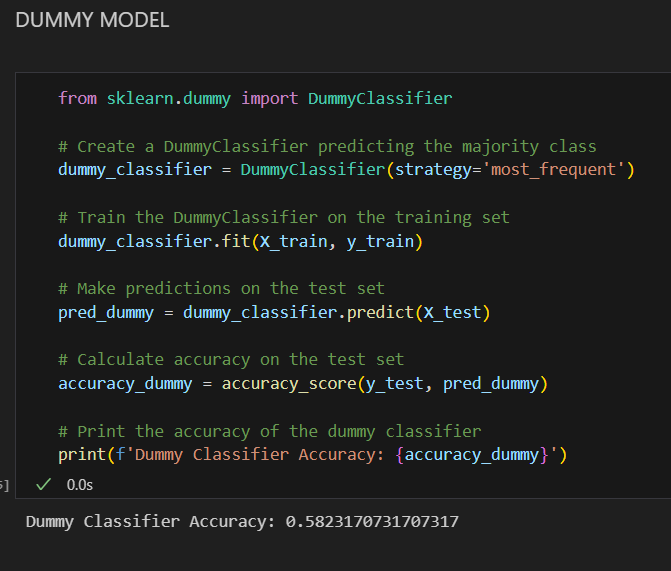 DUMMY MODEL
from sklearn.dummy import DummyClassifier
# Create a DummyClassifier predicting the majority class
dummy_classifier = DummyClassifier(strategy='most_frequent')
# Train the DummyClassifier on the training set
dummy_classifier.fit(X_train, y_train)
# Make predictions on the test set
pred_dummy = dummy_classifier.predict(X_test)
# Calculate accuracy on the test set
accuracy_dummy = accuracy_score(y_test, pred_dummy)
# Print the accuracy of the dummy classifier
print(f'Dummy Classifier Accuracy: {accuracy_dummy}')
] ✓ 0.0s
Dummy Classifier Accuracy: 0.5823170731707317